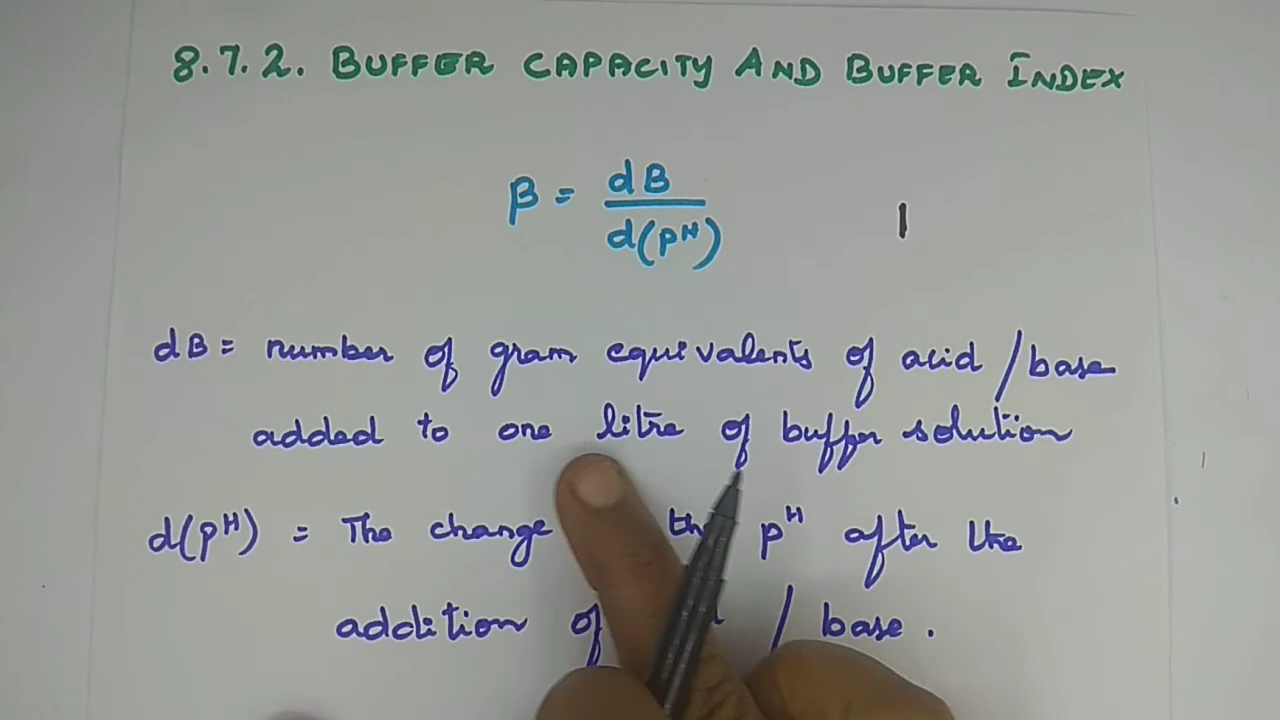 8.7.2. BUFFER CAPACITY AND BUFFER INDEX
β = dB / d(pᴴ)
|
dB = number of gram equivalents of acid / base
added to one litre of buffer solution
d(pᴴ) = The change the pᴴ after the
addition of / base.